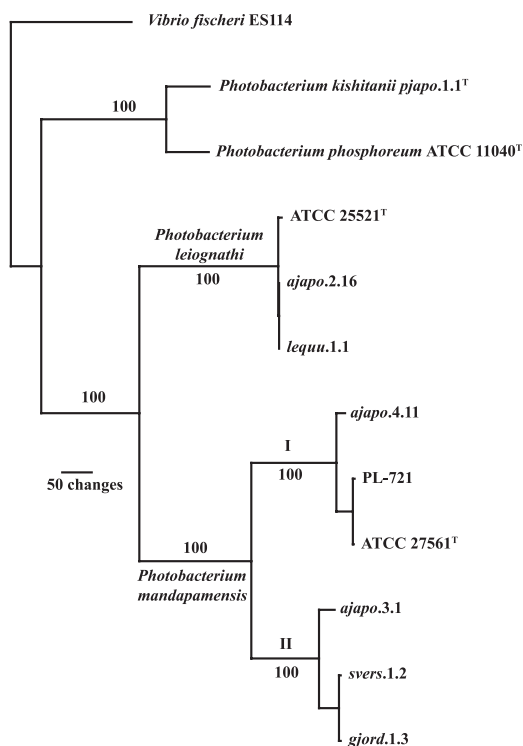 Vibrio fischeri ES114
Photobacterium kishitanii pjapo.1.1ᵀ
100
Photobacterium phosphoreum ATCC 11040ᵀ
ATCC 25521ᵀ
Photobacterium
leiognathi
100
ajapo.2.16
lequu.1.1
100
ajapo.4.11
I
100
50 changes
PL-721
ATCC 27561ᵀ
100
Photobacterium
mandapamensis
ajapo.3.1
II
100
svers.1.2
gjord.1.3